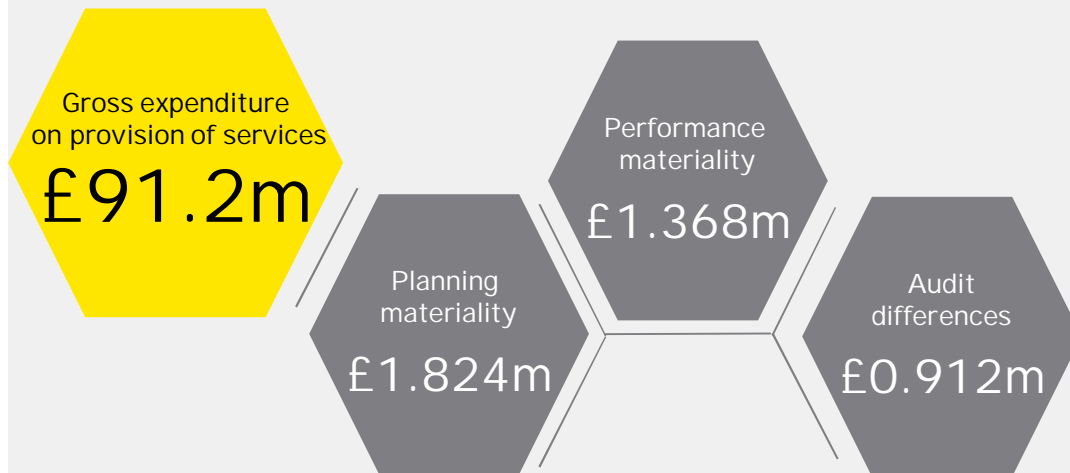 Gross expenditure
on provision of services
£91.2m
Planning
materiality
£1.824m
Performance
materiality
£1.368m
Audit
differences
£0.912m